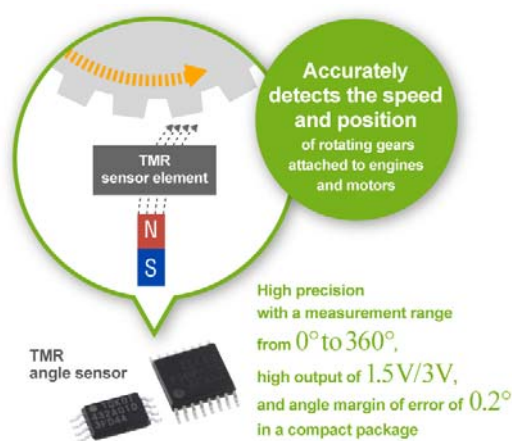 Accurately
detects the speed
and position
of rotating gears
attached to engines
and motors
TMR
sensor element
N
S
TMR
angle sensor
High precision
with a measurement range
from 0° to 360°,
high output of 1.5V/3V,
and angle margin of error of 0.2°
in a compact package